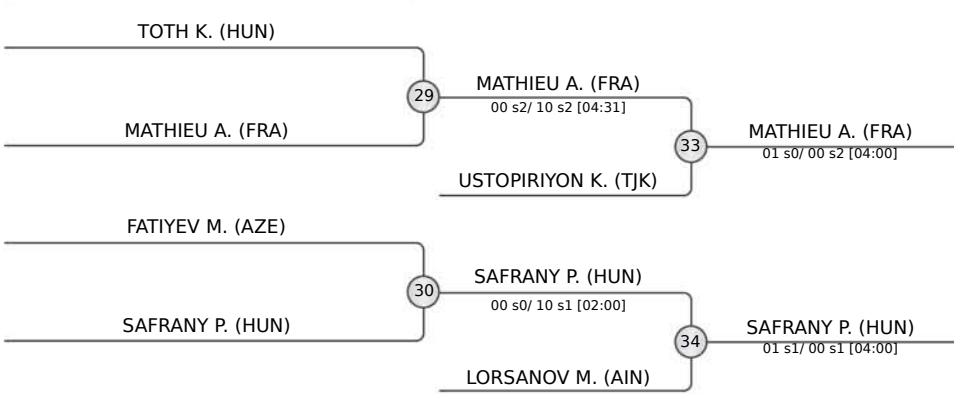 TOTH K. (HUN)
29
MATHIEU A. (FRA)
MATHIEU A. (FRA)
00 s2/ 10 s2 [04:31]
33
USTOPIRIYON K. (TJK)
MATHIEU A. (FRA)
01 s0/ 00 s2 [04:00]
FATIYEV M. (AZE)
30
SAFRANY P. (HUN)
SAFRANY P. (HUN)
00 s0/ 10 s1 [02:00]
34
LORSANOV M. (AIN)
SAFRANY P. (HUN)
01 s1/ 00 s1 [04:00]